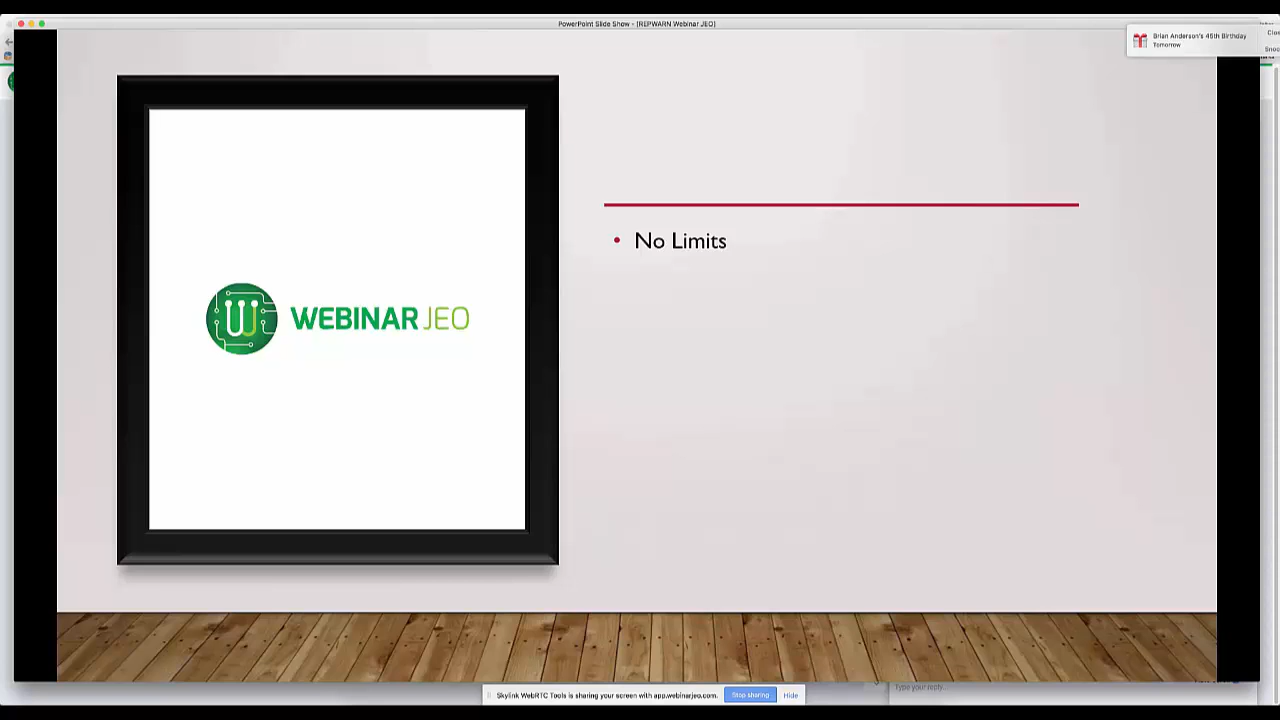 PowerPoint Slide Show - [REPWARN Webinar JEO]
Brian Anderson's 45th Birthday
Tomorrow
No Limits
WEBINAR JEO
Skylink WebRTC Tools is sharing your screen with app.webinarjeo.com.
Stop sharing
Hide
Type your reply...